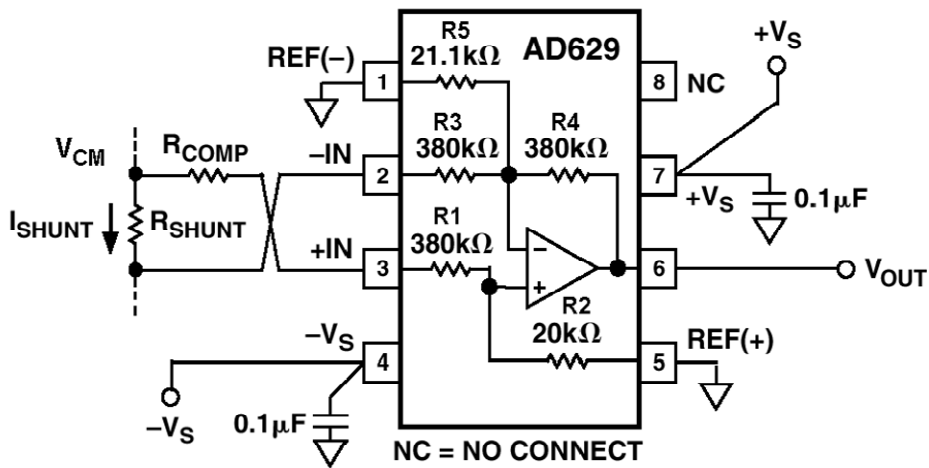 REF(–)
1
R5
21.1kΩ
AD629
8
NC
+VS
VCM
RCOMP
–IN
2
R3
380kΩ
R4
380kΩ
7
+VS
0.1µF
ISHUNT
RSHUNT
+IN
3
R1
380kΩ
–
+
6
VOUT
–VS
4
R2
20kΩ
5
REF(+)
–VS
0.1µF
NC = NO CONNECT